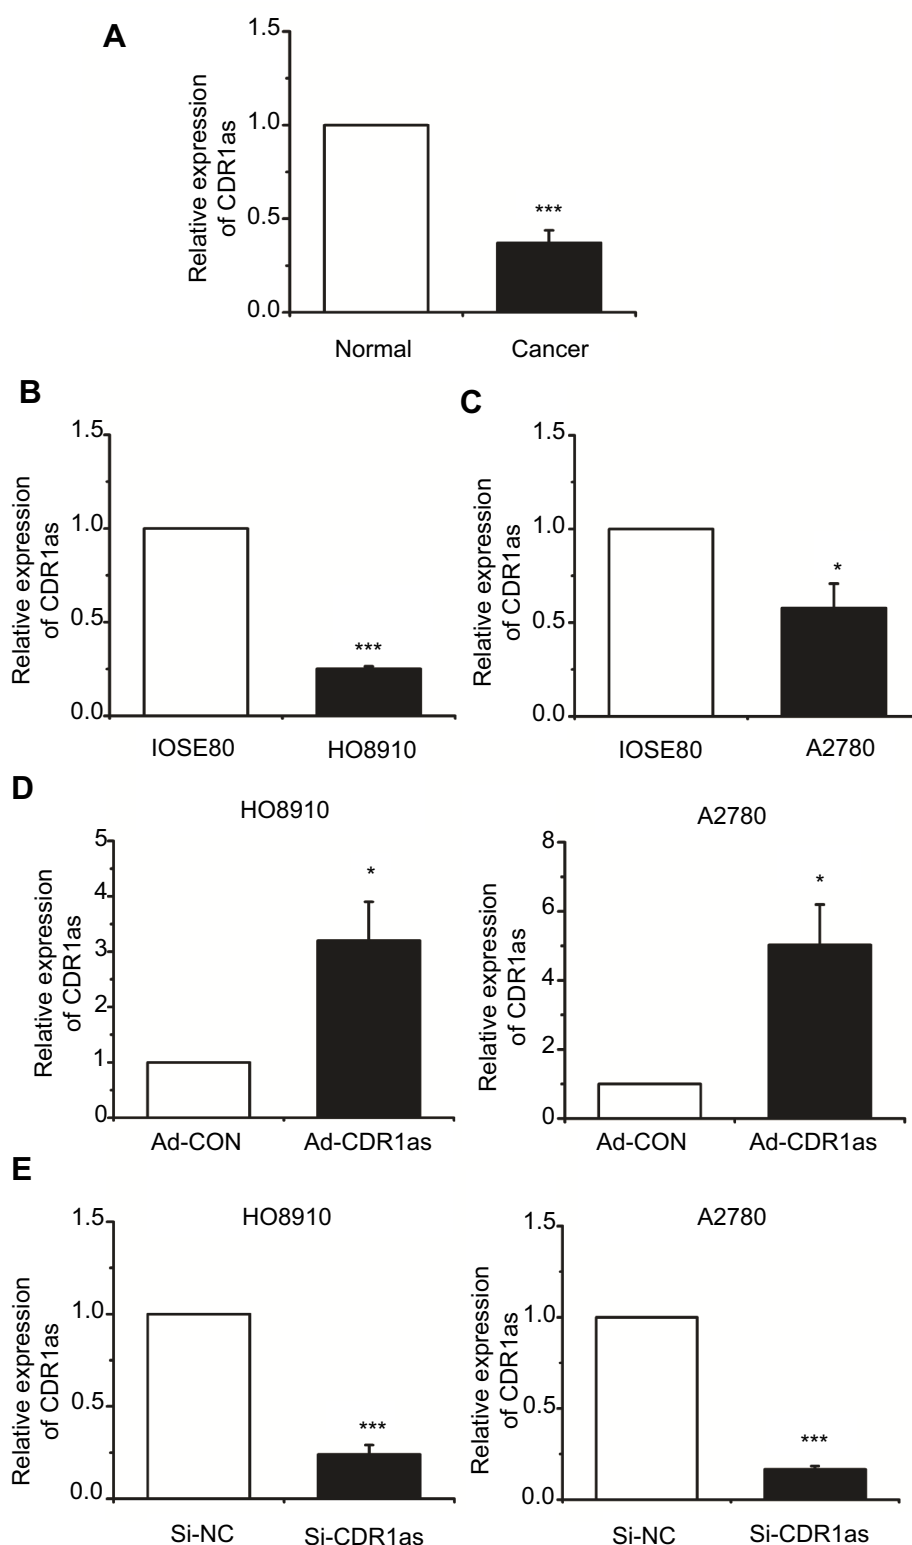 A
Relative expression
of CDR1as
1.5
1.0
0.5
0.0
***
Normal
Cancer
B
Relative expression
of CDR1as
1.5
1.0
0.5
0.0
***
IOSE80
HO8910
C
Relative expression
of CDR1as
1.5
1.0
0.5
0.0
*
IOSE80
A2780
D
HO8910
Relative expression
of CDR1as
5
4
3
2
1
0
*
Ad-CON
Ad-CDR1as
A2780
Relative expression
of CDR1as
8
6
4
2
0
*
Ad-CON
Ad-CDR1as
E
HO8910
Relative expression
of CDR1as
1.5
1.0
0.5
0.0
***
Si-NC
Si-CDR1as
A2780
Relative expression
of CDR1as
1.5
1.0
0.5
0.0
***
Si-NC
Si-CDR1as